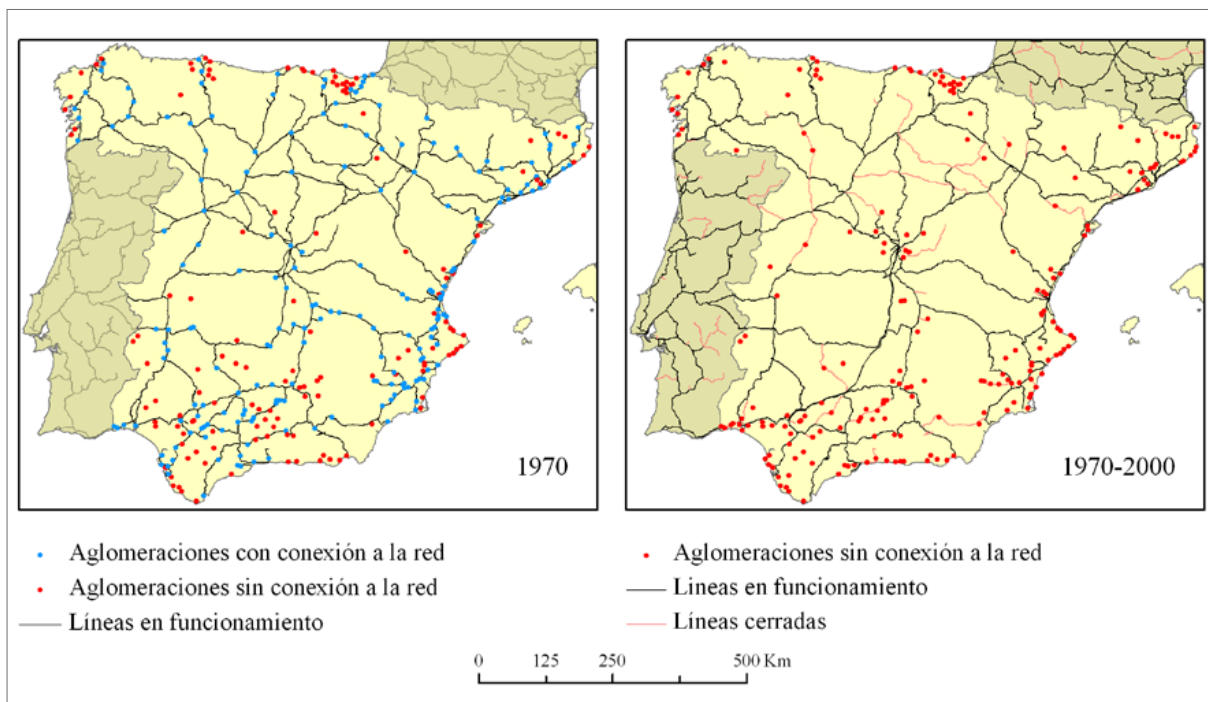 1970
1970-2000
Aglomeraciones con conexión a la red
Aglomeraciones sin conexión a la red
Líneas en funcionamiento
Aglomeraciones sin conexión a la red
Lineas en funcionamiento
Líneas cerradas
0 125 250 500 Km